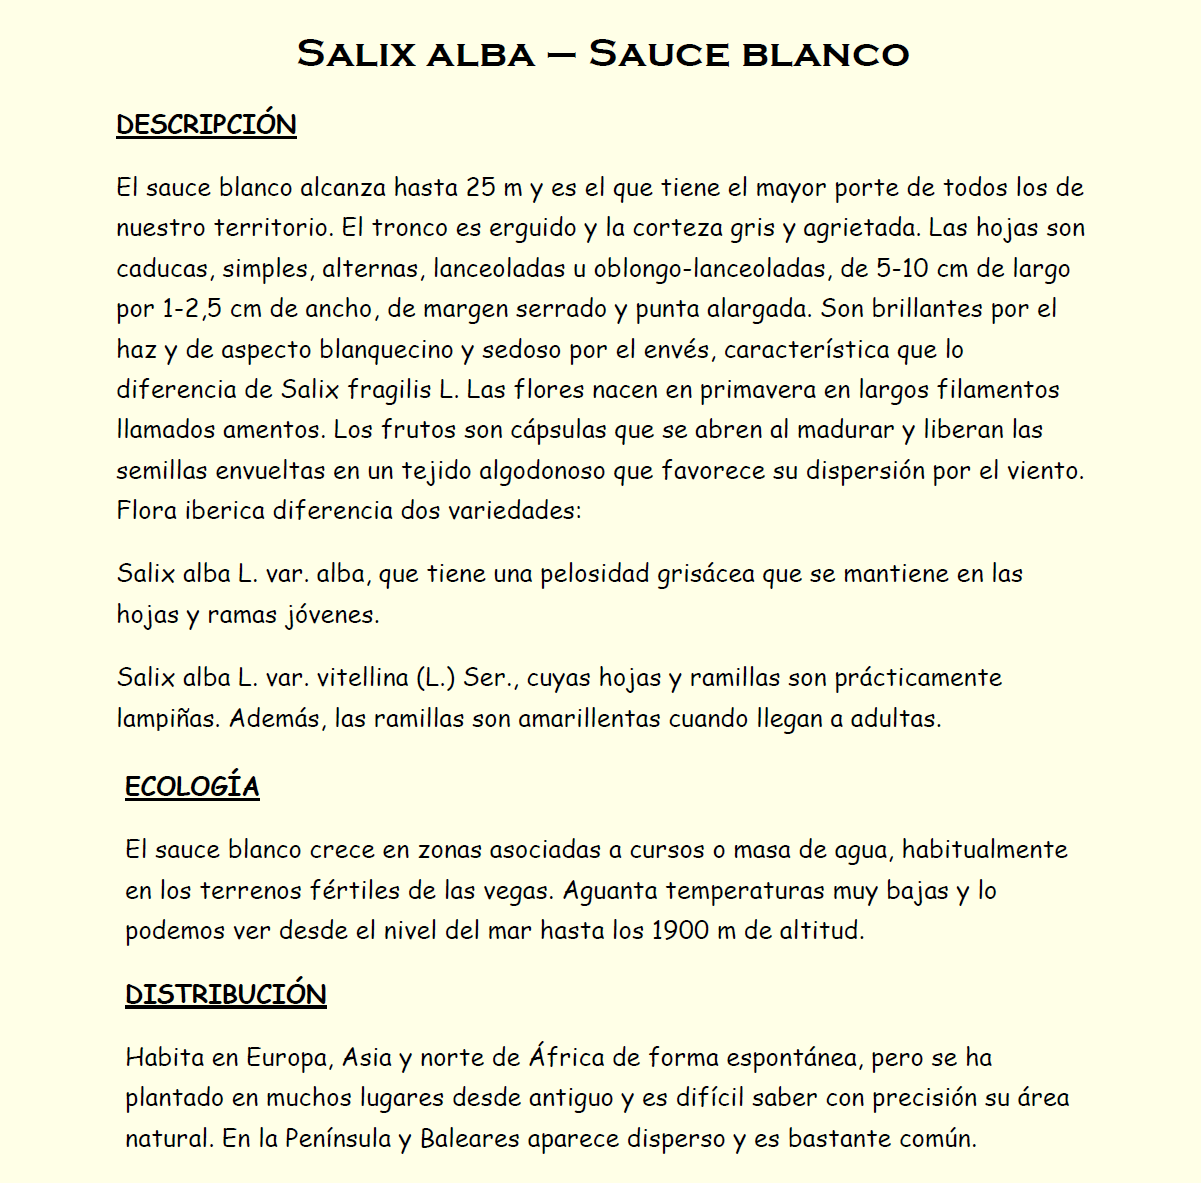 SALIX ALBA – SAUCE BLANCO
DESCRIPCIÓN
El sauce blanco alcanza hasta 25 m y es el que tiene el mayor porte de todos los de
nuestro territorio. El tronco es erguido y la corteza gris y agrietada. Las hojas son
caducas, simples, alternas, lanceoladas u oblongo-lanceoladas, de 5-10 cm de largo
por 1-2,5 cm de ancho, de margen serrado y punta alargada. Son brillantes por el
haz y de aspecto blanquecino y sedoso por el envés, característica que lo
diferencia de Salix fragilis L. Las flores nacen en primavera en largos filamentos
llamados amentos. Los frutos son cápsulas que se abren al madurar y liberan las
semillas envueltas en un tejido algodonoso que favorece su dispersión por el viento.
Flora iberica diferencia dos variedades:
Salix alba L. var. alba, que tiene una pelosidad grisácea que se mantiene en las
hojas y ramas jóvenes.
Salix alba L. var. vitellina (L.) Ser., cuyas hojas y ramillas son prácticamente
lampiñas. Además, las ramillas son amarillentas cuando llegan a adultas.
ECOLOGÍA
El sauce blanco crece en zonas asociadas a cursos o masa de agua, habitualmente
en los terrenos fértiles de las vegas. Aguanta temperaturas muy bajas y lo
podemos ver desde el nivel del mar hasta los 1900 m de altitud.
DISTRIBUCIÓN
Habita en Europa, Asia y norte de África de forma espontánea, pero se ha
plantado en muchos lugares desde antiguo y es difícil saber con precisión su área
natural. En la Península y Baleares aparece disperso y es bastante común.